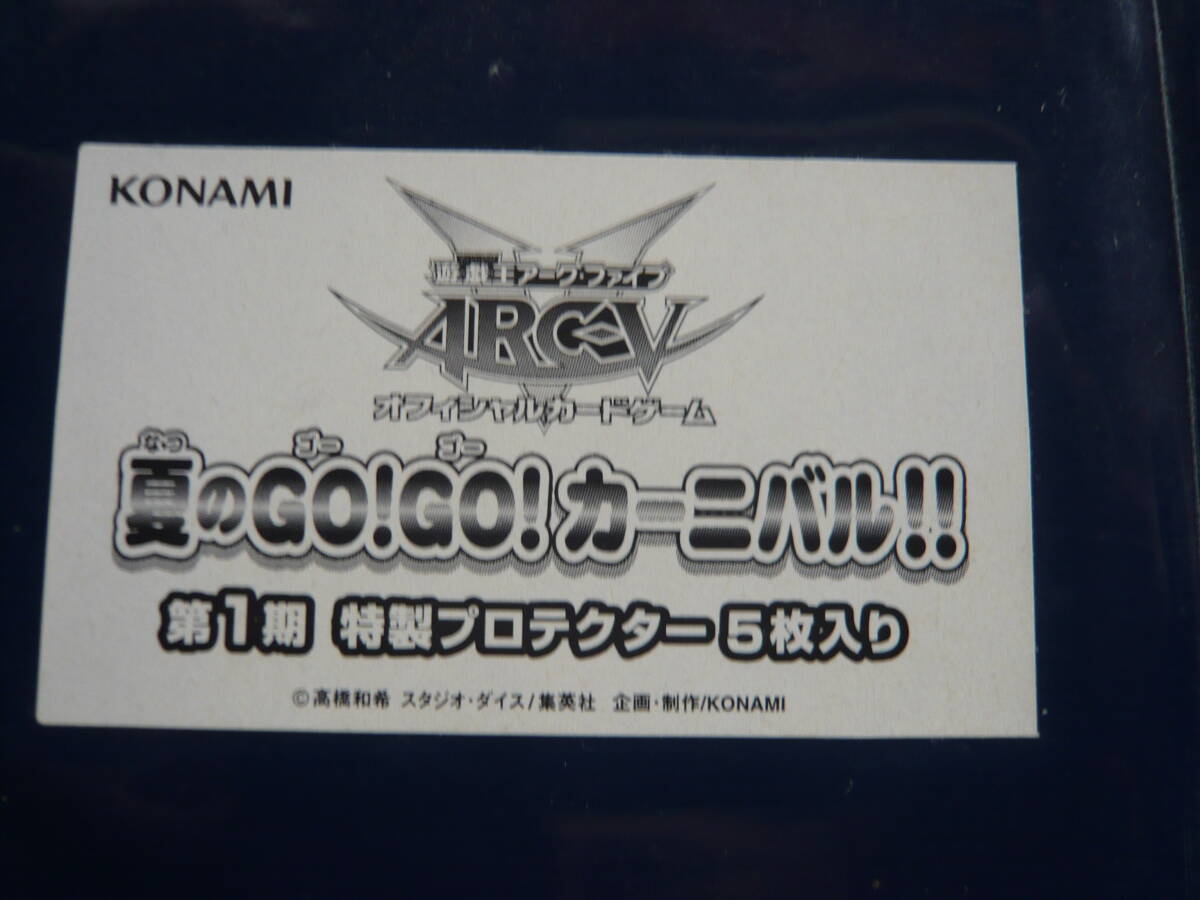 KONAMI
遊戯王アーク・ファイブ
ARC-V
オフィシャルカードゲーム
なつ ゴー ゴー
夏のGO!GO!カーニバル!!
第1期 特製プロテクター5枚入り
©高橋和希 スタジオ・ダイス/集英社 企画・制作/KONAMI